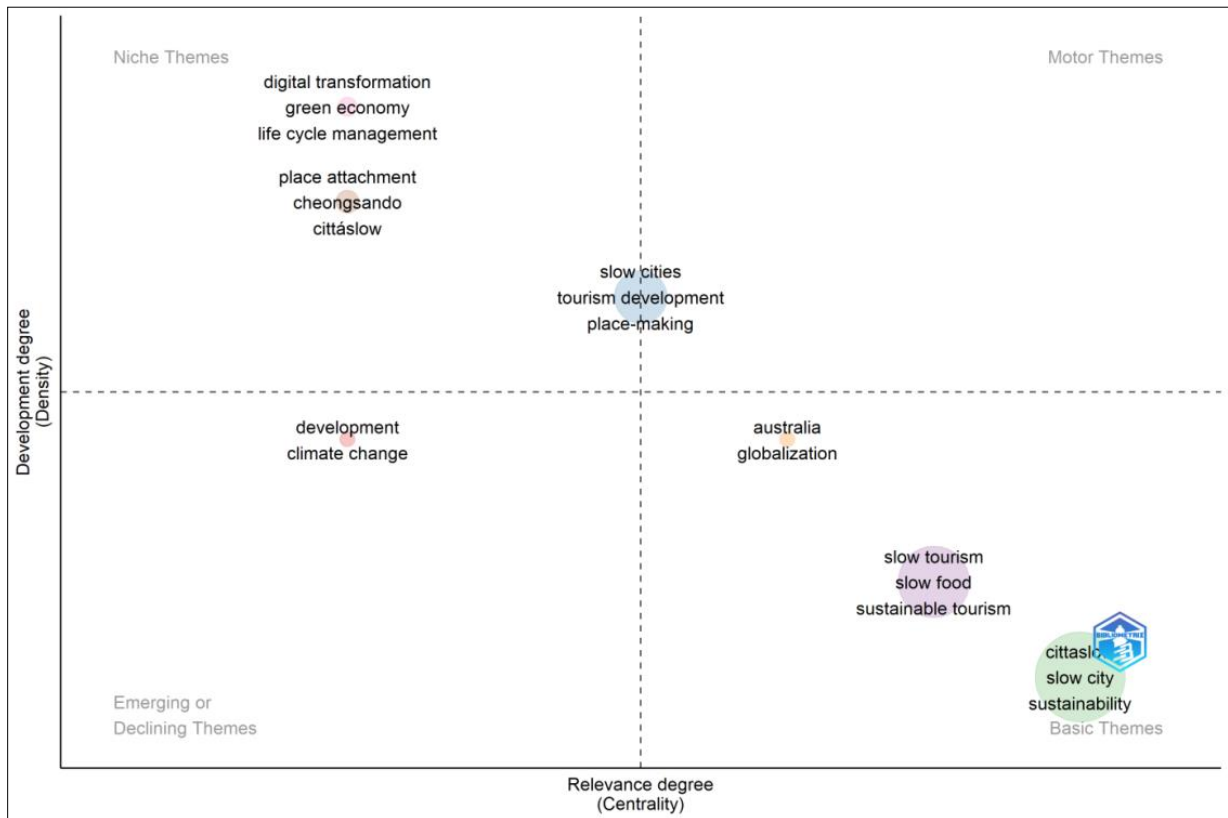 Niche Themes
Motor Themes
digital transformation
green economy
life cycle management
place attachment
cheongsando
cittáslow
slow cities
tourism development
place-making
development
climate change
australia
globalization
slow tourism
slow food
sustainable tourism
BIBLIOMETRIX
slow city
sustainability
Emerging or
Declining Themes
Basic Themes
Development degree
(Density)
Relevance degree
(Centrality)